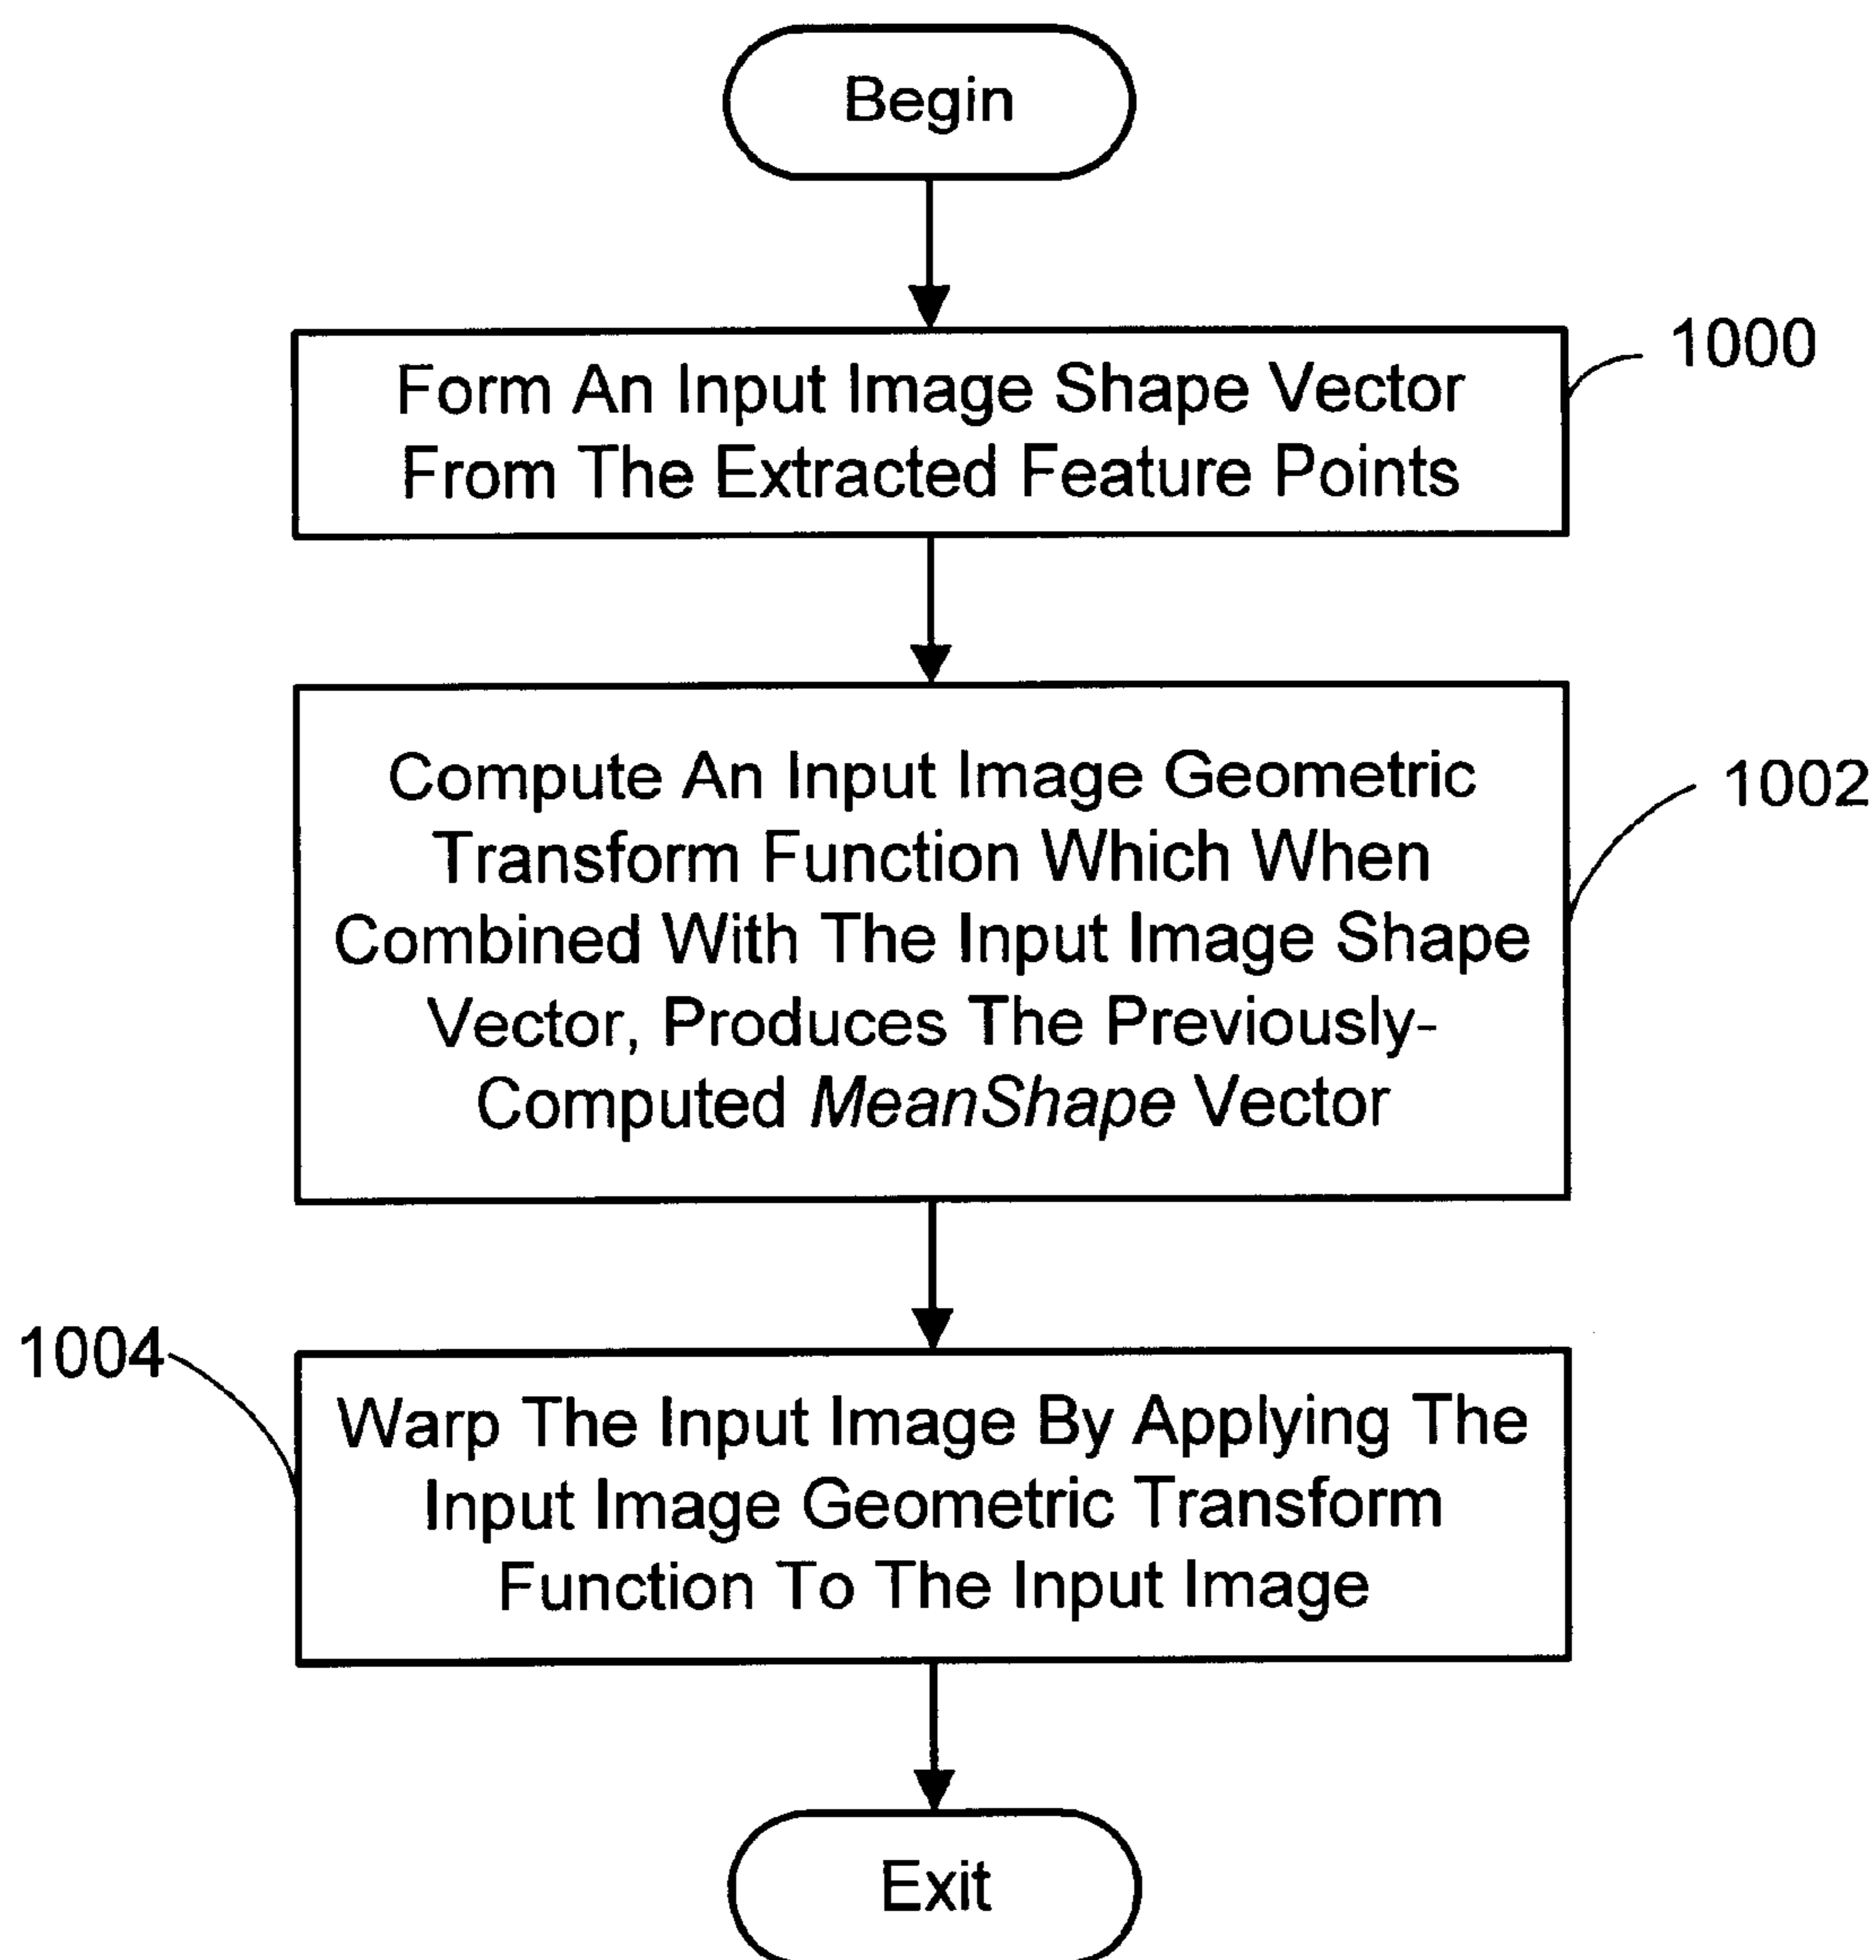 Begin
1000
Form An Input Image Shape Vector
From The Extracted Feature Points
1002
Compute An Input Image Geometric
Transform Function Which When
Combined With The Input Image Shape
Vector, Produces The Previously-
Computed MeanShape Vector
1004
Warp The Input Image By Applying The
Input Image Geometric Transform
Function To The Input Image
Exit